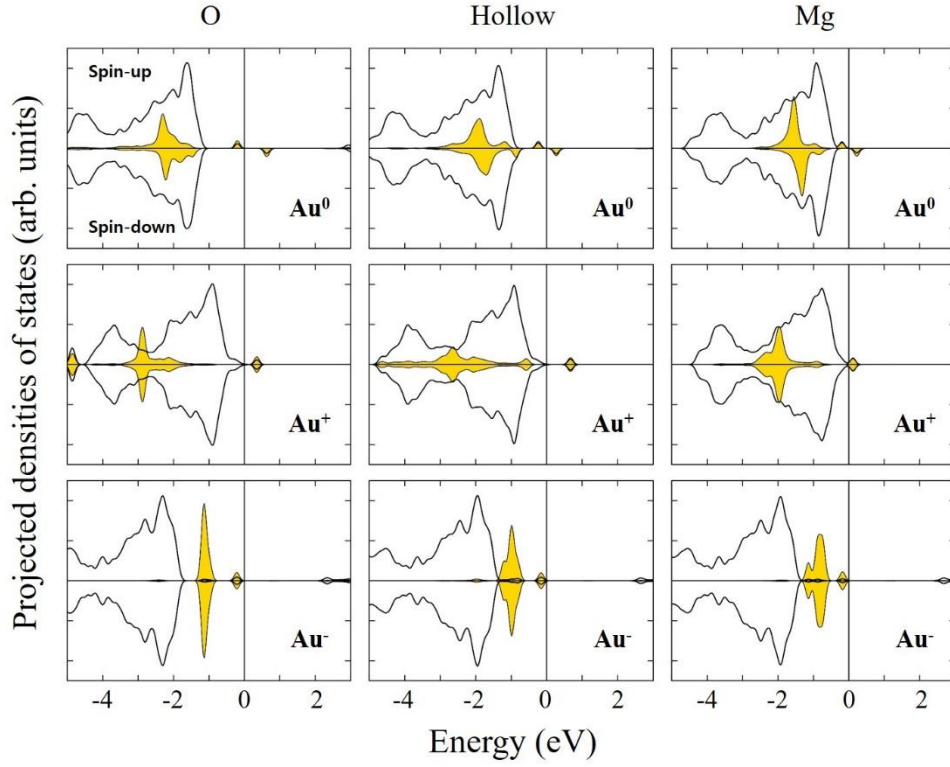 O Hollow Mg
Spin-up
Spin-down
Au⁰ Au⁰ Au⁰
Au⁺ Au⁺ Au⁺
Au⁻ Au⁻ Au⁻
-4 -2 0 2 -4 -2 0 2 -4 -2 0 2
Energy (eV)
Projected densities of states (arb. units)